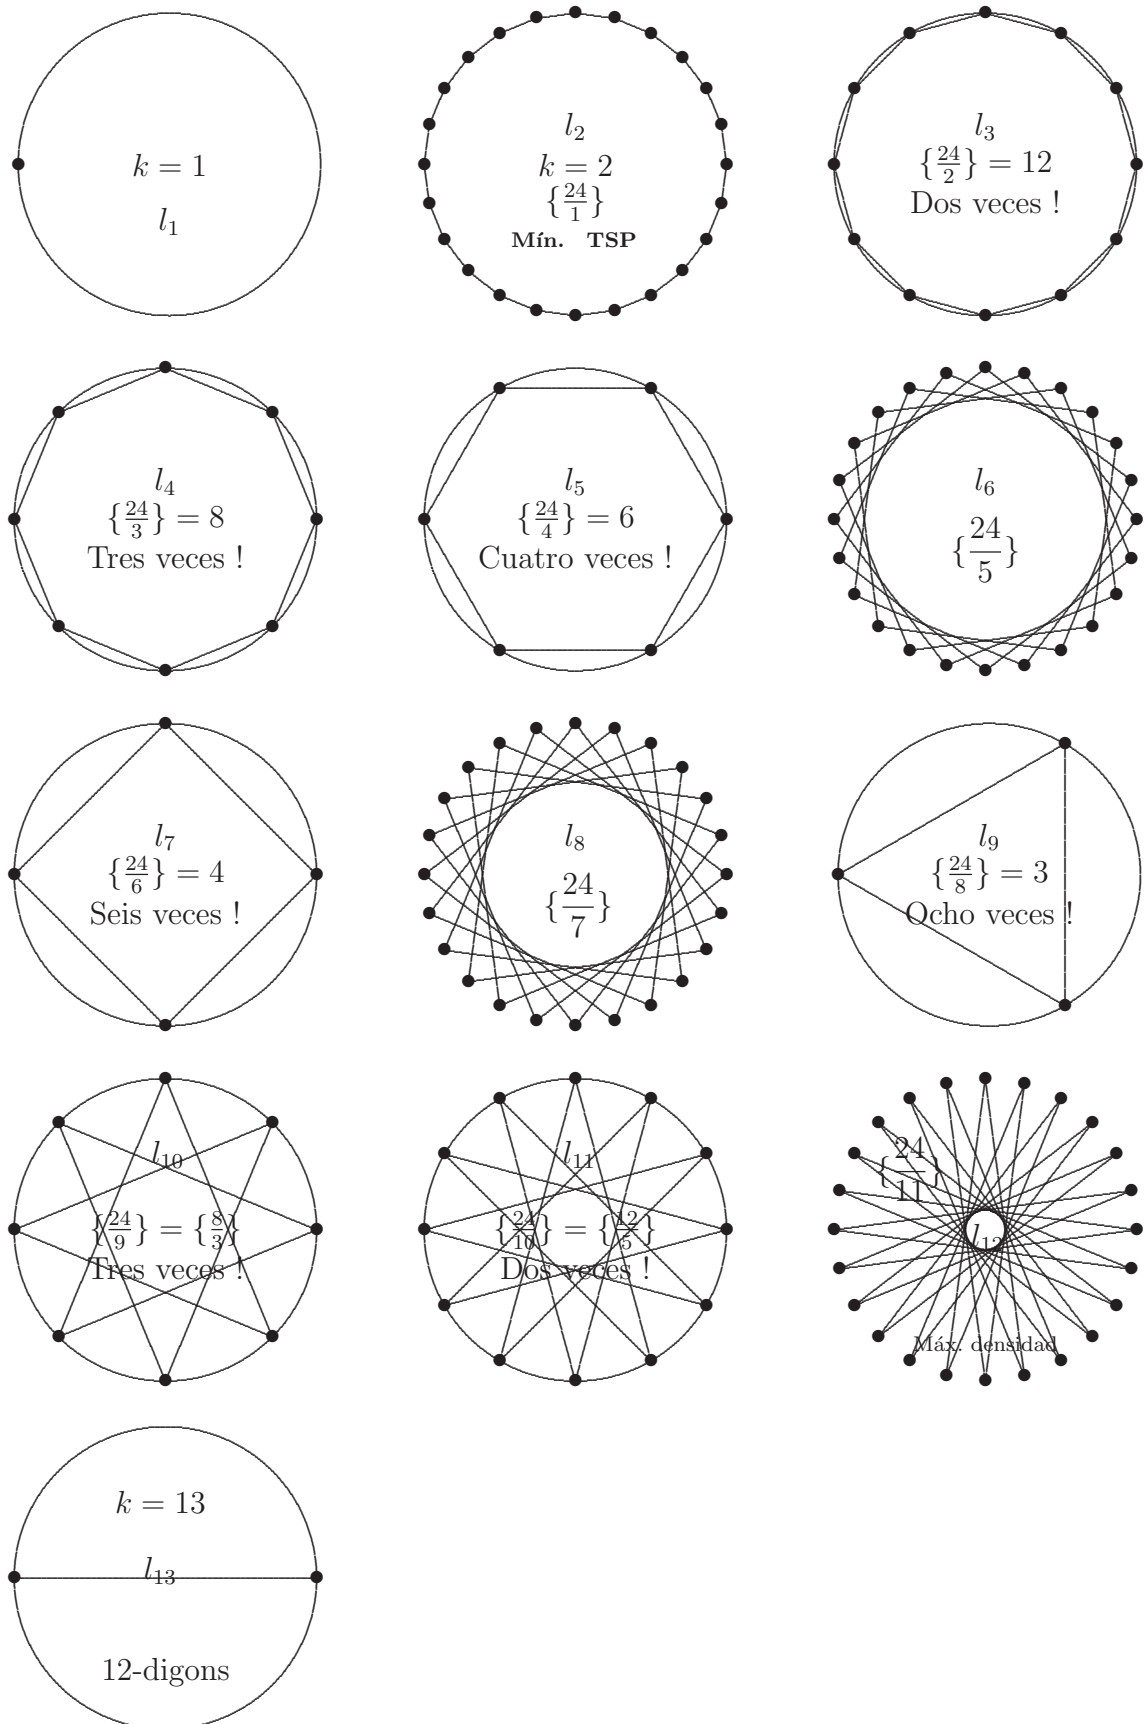 k = 1
l₁
l₂
k = 2
{24/1}
Mín. TSP
l₃
{24/2} = 12
Dos veces !
l₄
{24/3} = 8
Tres veces !
l₅
{24/4} = 6
Cuatro veces !
l₆
{24/5}
l₇
{24/6} = 4
Seis veces !
l₈
{24/7}
l₉
{24/8} = 3
Ocho veces !
l₁₀
{24/9} = {8/3}
Tres veces !
l₁₁
{24/10} = {12/5}
Dos veces !
{24/11}
l₁₂
Máx. densidad
k = 13
l₁₃
12-digons